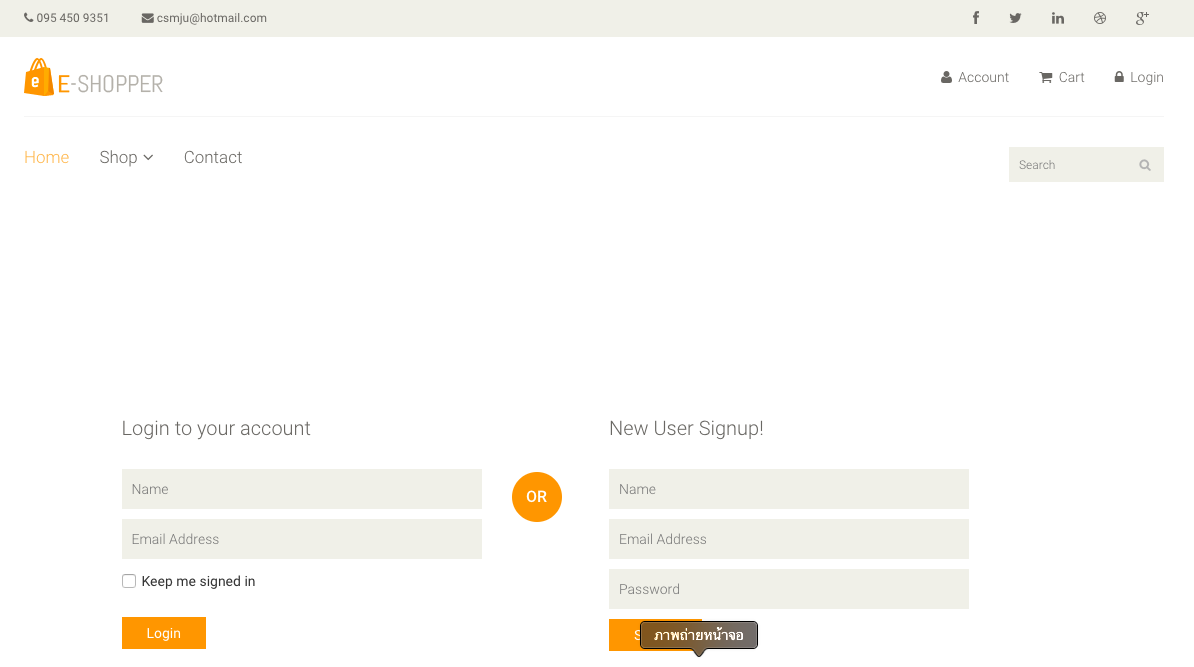 095 450 9351 csmju@hotmail.com
e E-SHOPPER
Account Cart Login
Home Shop Contact
Search
Login to your account
New User Signup!
Name
Email Address
Keep me signed in
Login
OR
Name
Email Address
Password
ภาพถ่ายหน้าจอ